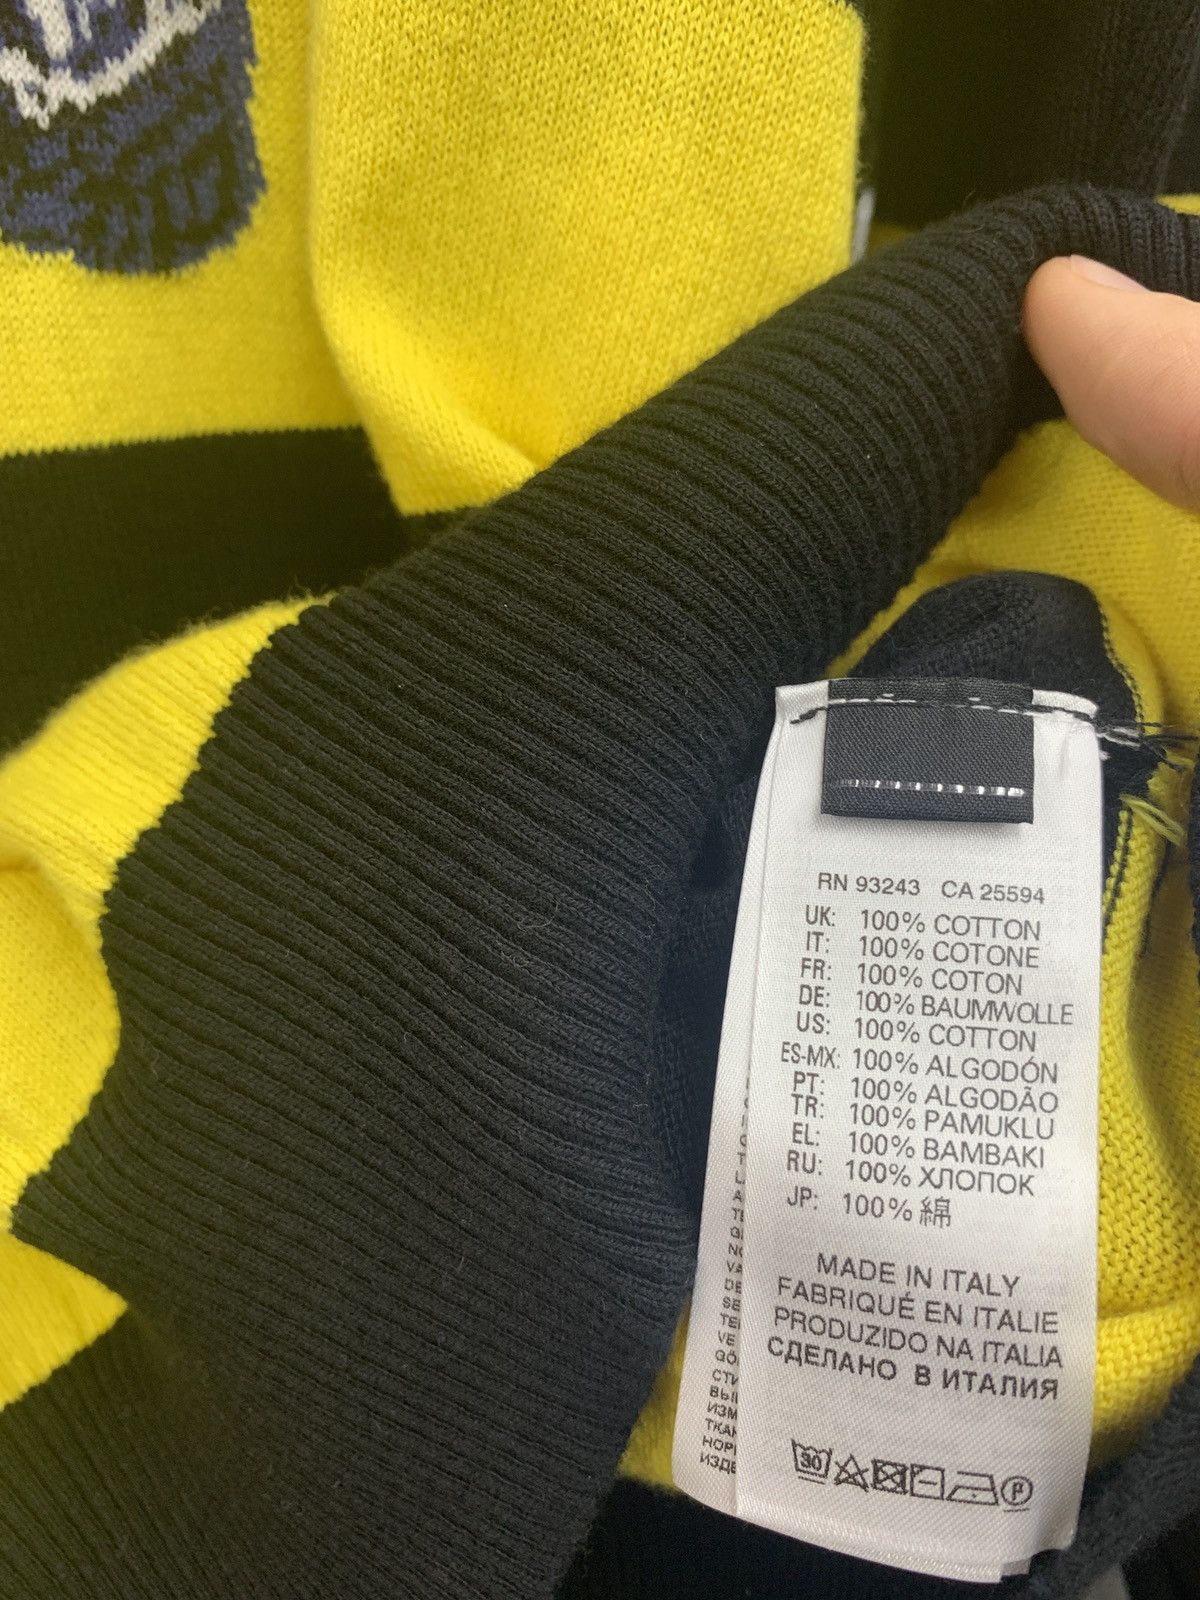 RN 93243 CA 25594
UK: 100% COTTON
IT: 100% COTONE
FR: 100% COTON
DE: 100% BAUMWOLLE
US: 100% COTTON
ES-MX: 100% ALGODÓN
PT: 100% ALGODÃO
TR: 100% PAMUKLU
EL: 100% BAMBAKI
RU: 100% ХЛОПОК
JP: 100% 綿
MADE IN ITALY
FABRIQUÉ EN ITALIE
PRODUZIDO NA ITALIA
СДЕЛАНО В ИТАЛИЯ
30
P